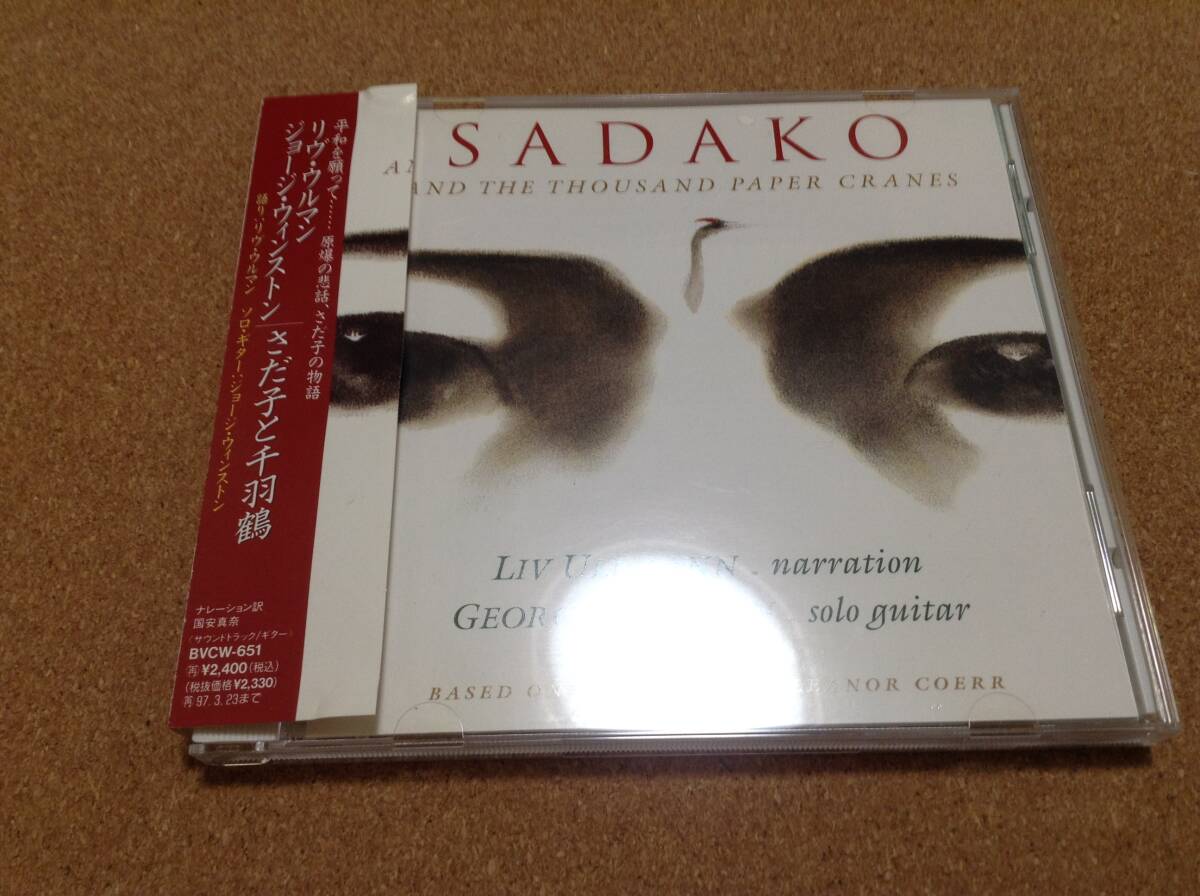 平和を願って…… 原爆の悲話、さだ子の物語
リヴ・ウルマン
ジョージ・ウィンストン/さだ子と千羽鶴
語り:リヴ・ウルマン ソロ・ギター:ジョージ・ウィンストン
ナレーション訳
国安真奈
〈サウンドトラック/ギター〉
BVCW-651
(再)¥2,400(税込)
(税抜価格¥2,330)
(再)97.3.23まで
SADAKO
AND THE THOUSAND PAPER CRANES
LIV - narration
solo guitar
BASED COERR